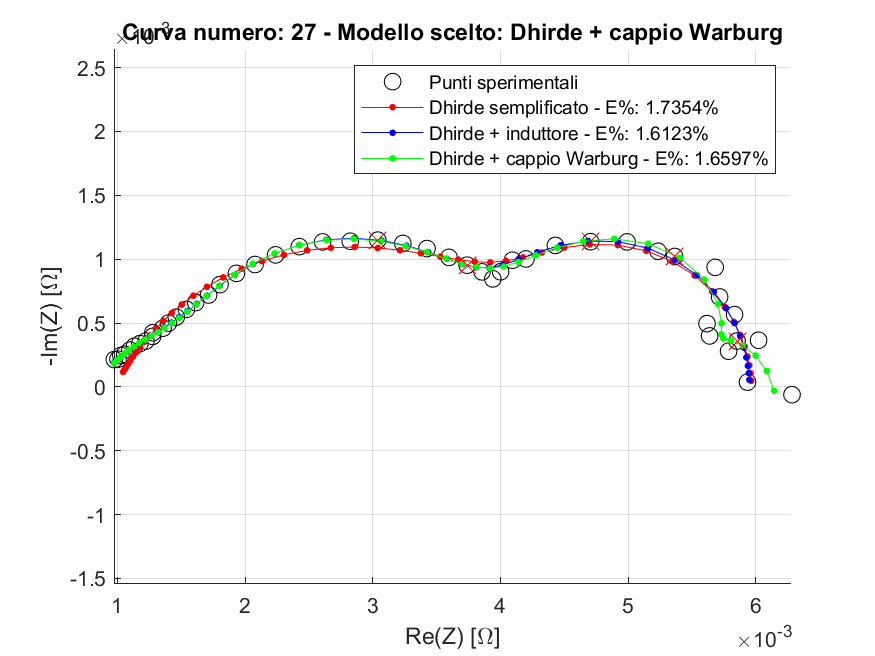 Curva numero: 27 - Modello scelto: Dhirde + cappio Warburg
×10⁻³
2.5
2
1.5
1
0.5
0
-0.5
-1
-1.5
-Im(Z) [Ω]
Punti sperimentali
Dhirde semplificato - E%: 1.7354%
Dhirde + induttore - E%: 1.6123%
Dhirde + cappio Warburg - E%: 1.6597%
1 2 3 4 5 6
Re(Z) [Ω]
×10⁻³